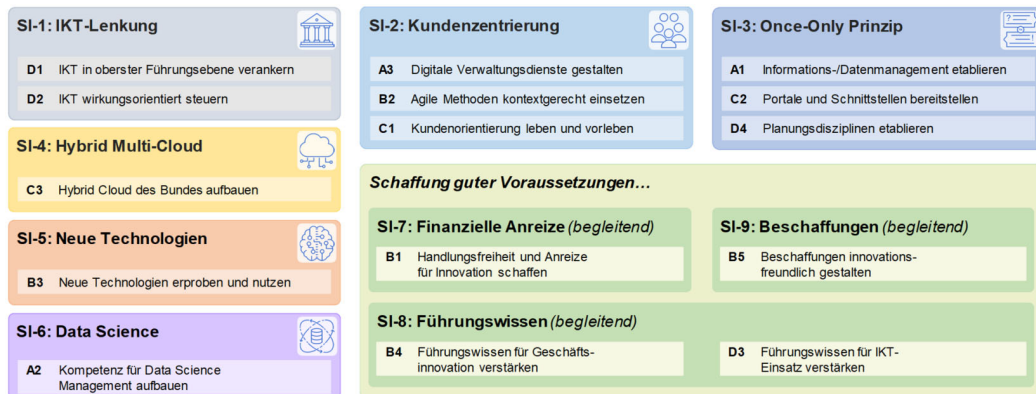 SI-1: IKT-Lenkung
D1 IKT in oberster Führungsebene verankern
D2 IKT wirkungsorientiert steuern
SI-2: Kundenzentrierung
A3 Digitale Verwaltungsdienste gestalten
B2 Agile Methoden kontextgerecht einsetzen
C1 Kundenorientierung leben und vorleben
SI-3: Once-Only Prinzip
A1 Informations-/Datenmanagement etablieren
C2 Portale und Schnittstellen bereitstellen
D4 Planungsdisziplinen etablieren
SI-4: Hybrid Multi-Cloud
C3 Hybrid Cloud des Bundes aufbauen
SI-5: Neue Technologien
B3 Neue Technologien erproben und nutzen
SI-6: Data Science
A2 Kompetenz für Data Science
Management aufbauen
Schaffung guter Voraussetzungen…
SI-7: Finanzielle Anreize (begleitend)
B1 Handlungsfreiheit und Anreize
für Innovation schaffen
SI-9: Beschaffungen (begleitend)
B5 Beschaffungen innovations-
freundlich gestalten
SI-8: Führungswissen (begleitend)
B4 Führungswissen für Geschäfts-
innovation verstärken
D3 Führungswissen für IKT-
Einsatz verstärken